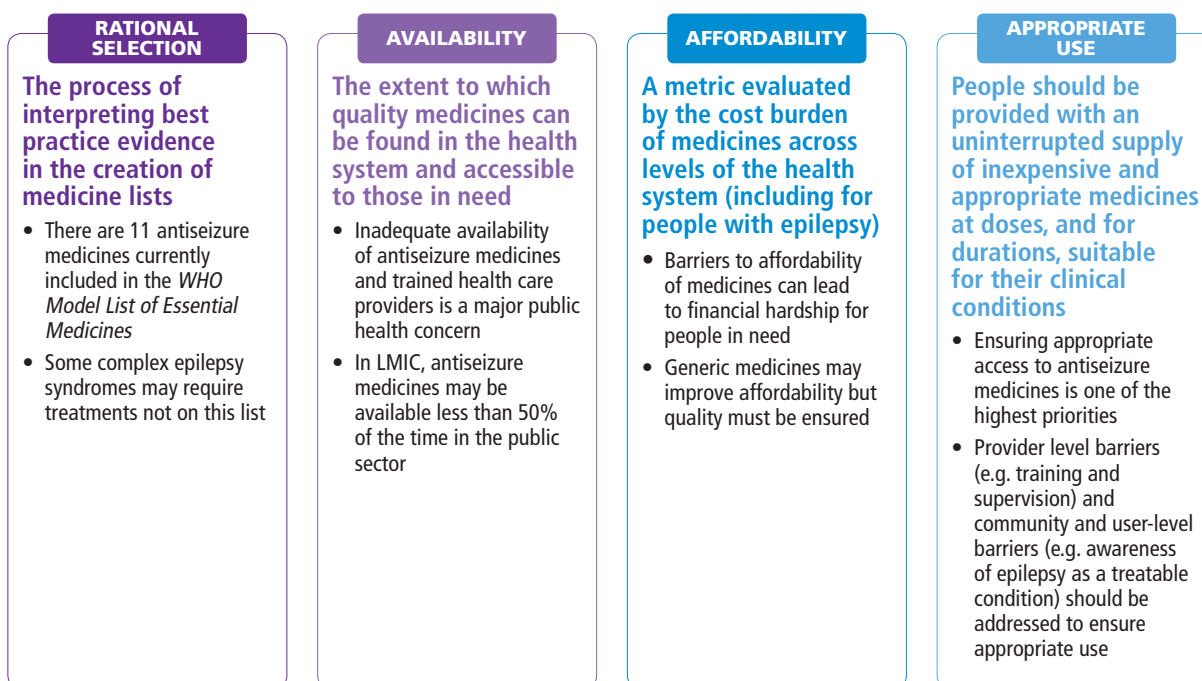 RATIONAL
SELECTION
The process of
interpreting best
practice evidence
in the creation of
medicine lists
• There are 11 antiseizure
medicines currently
included in the WHO
Model List of Essential
Medicines
• Some complex epilepsy
syndromes may require
treatments not on this list
AVAILABILITY
The extent to which
quality medicines can
be found in the health
system and accessible
to those in need
• Inadequate availability
of antiseizure medicines
and trained health care
providers is a major public
health concern
• In LMIC, antiseizure
medicines may be
available less than 50%
of the time in the public
sector
AFFORDABILITY
A metric evaluated
by the cost burden
of medicines across
levels of the health
system (including for
people with epilepsy)
• Barriers to affordability
of medicines can lead
to financial hardship for
people in need
• Generic medicines may
improve affordability but
quality must be ensured
APPROPRIATE
USE
People should be
provided with an
uninterrupted supply
of inexpensive and
appropriate medicines
at doses, and for
durations, suitable
for their clinical
conditions
• Ensuring appropriate
access to antiseizure
medicines is one of the
highest priorities
• Provider level barriers
(e.g. training and
supervision) and
community and user-level
barriers (e.g. awareness
of epilepsy as a treatable
condition) should be
addressed to ensure
appropriate use